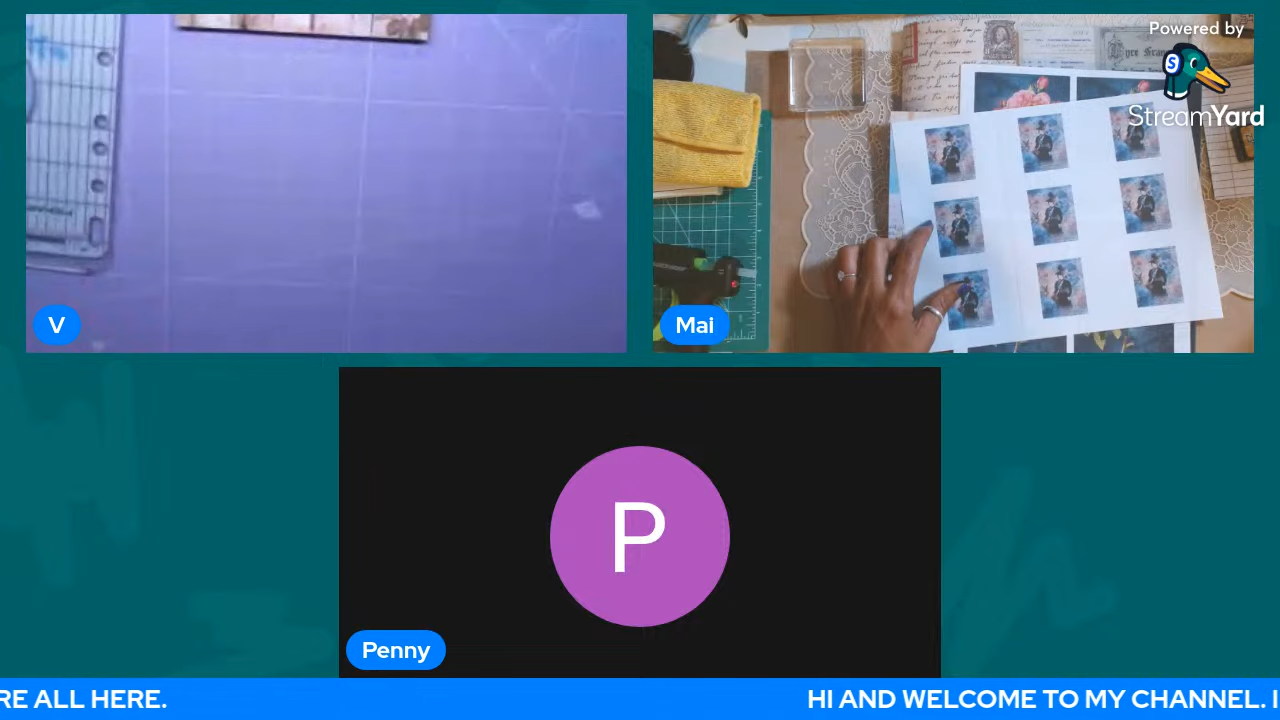 Powered by
StreamYard
S
V
Mai
P
Penny
RE ALL HERE.
HI AND WELCOME TO MY CHANNEL. I